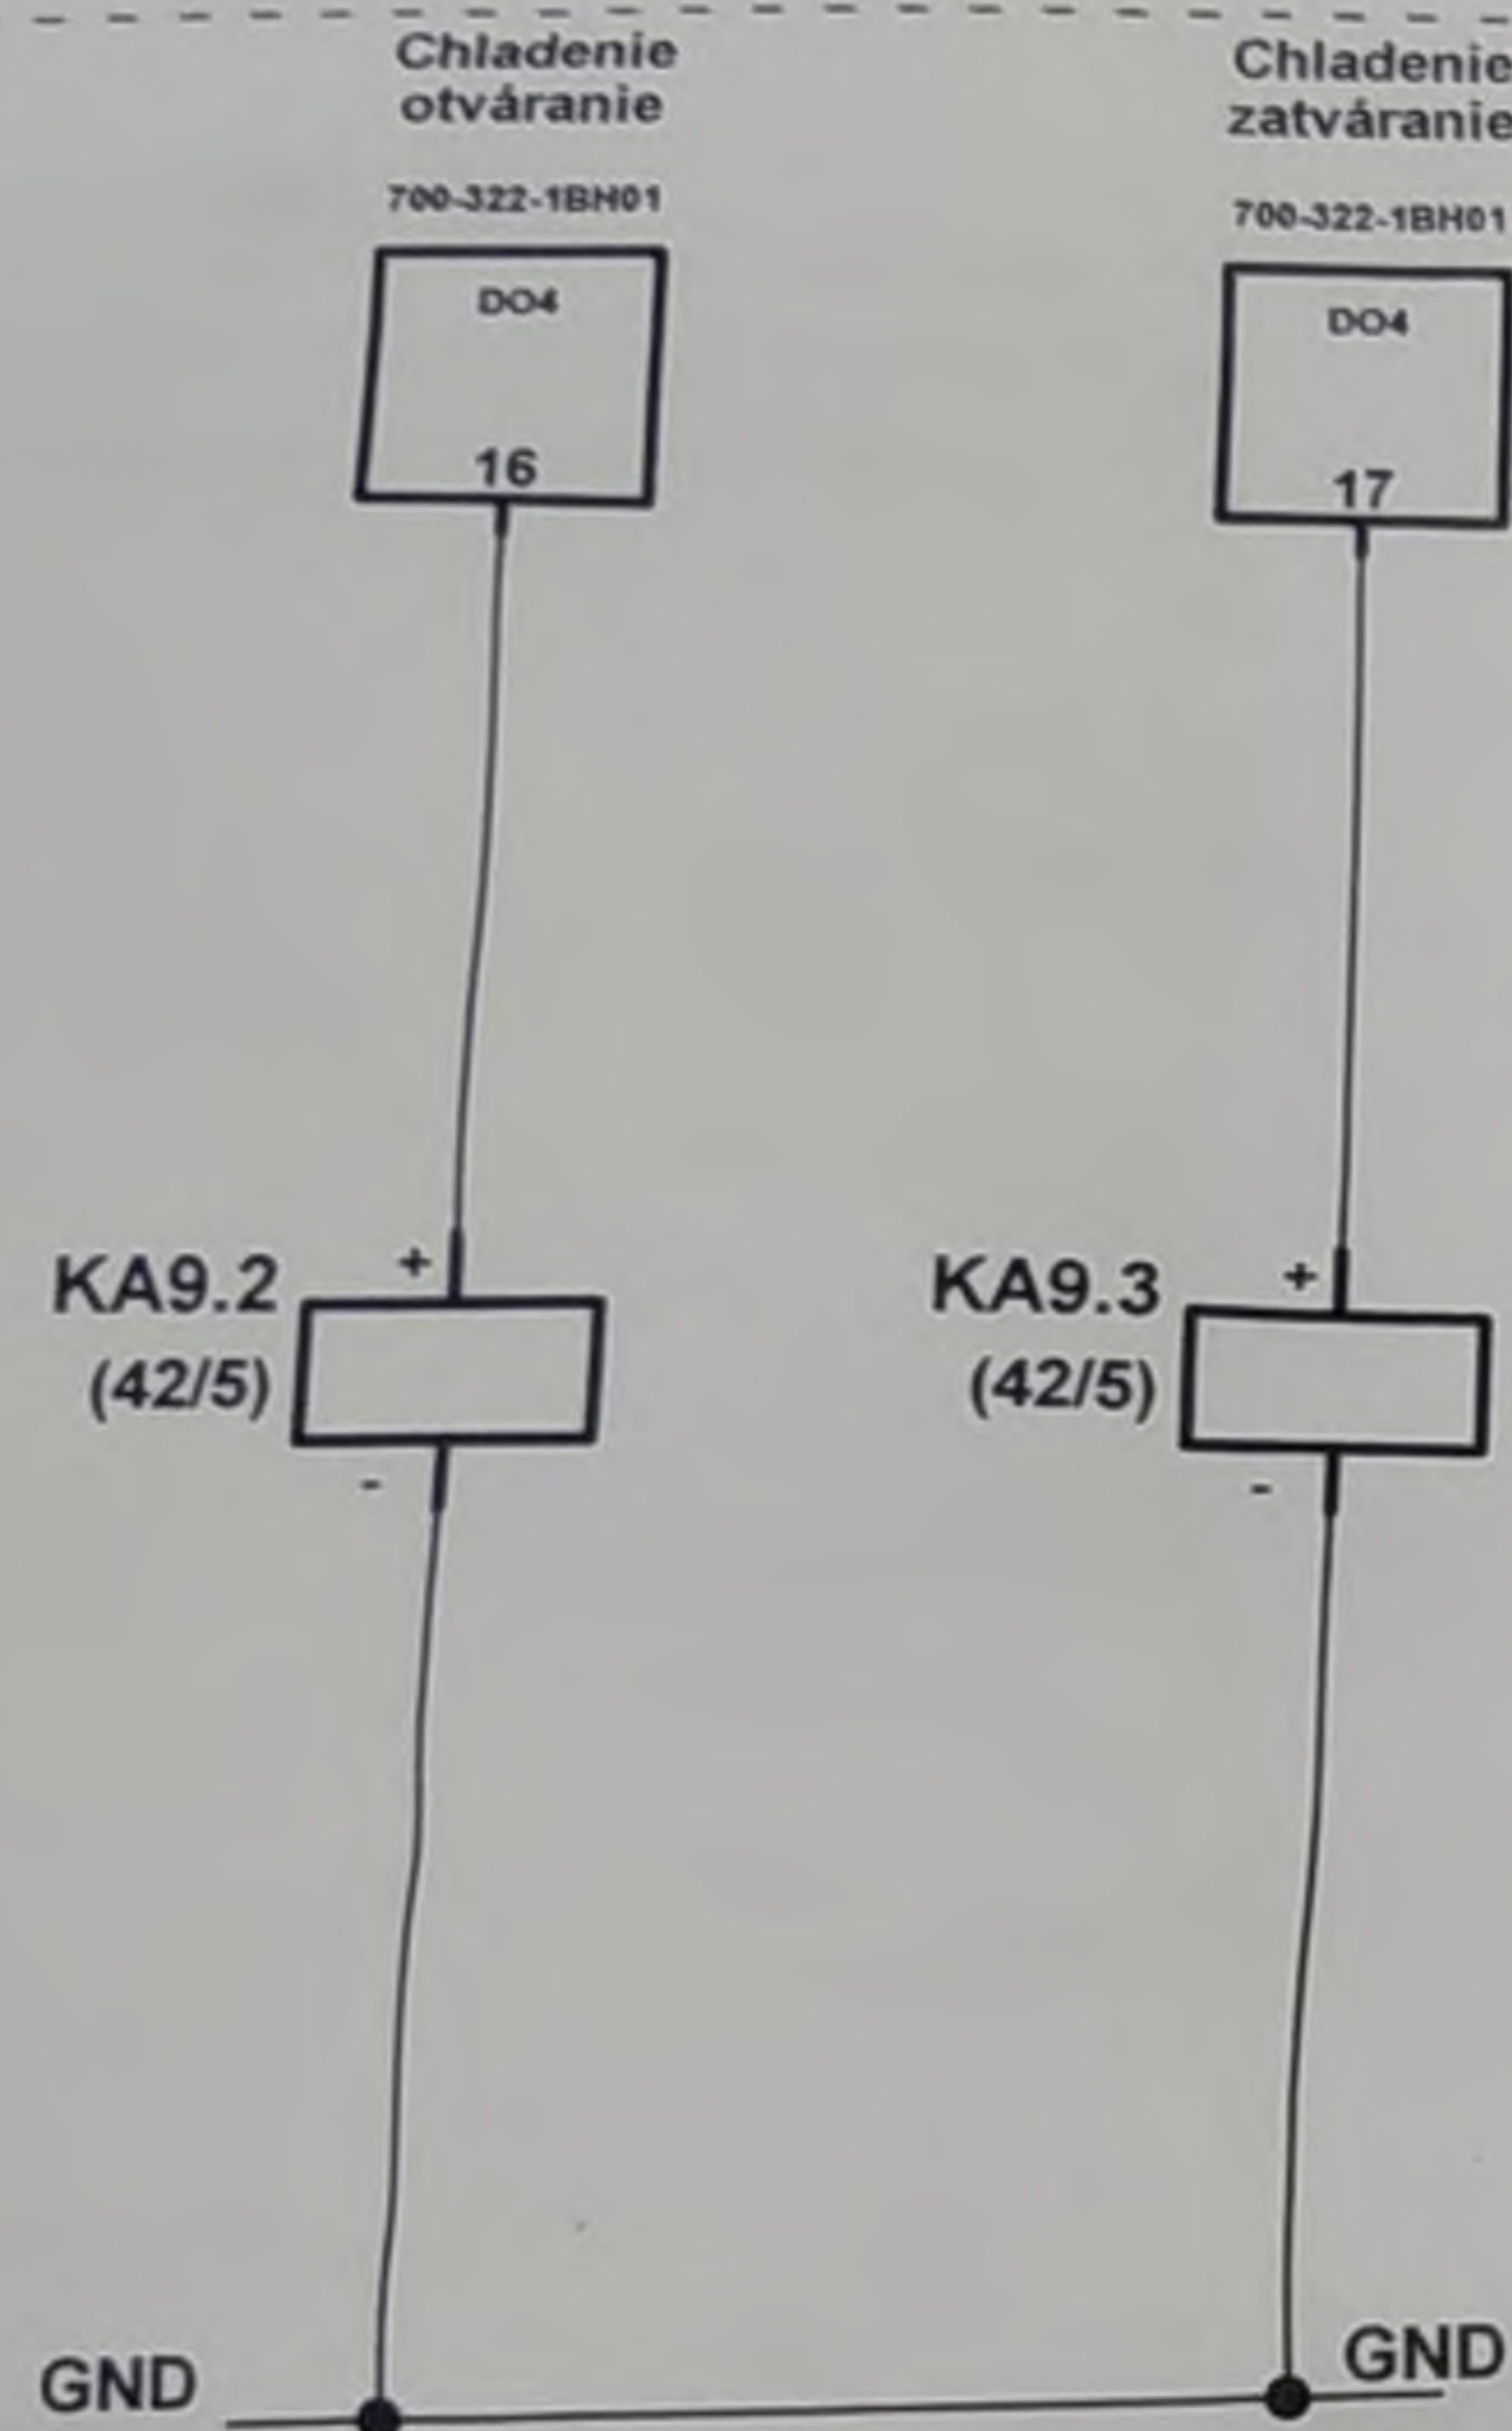 Chladenie
otváranie
700-322-1BH01
DO4
16
KA9.2
+
(42/5)
-
GND
Chladenie
zatváranie
700-322-1BH01
DO4
17
KA9.3
+
(42/5)
-
GND